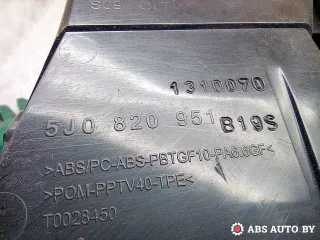 1310070
5J0 820 951 B19S
>ABS/PC-ABS-PBTGF10-PA6.6GF<
>POM-PPTV40-TPE<
T0028450
ABS AUTO BY